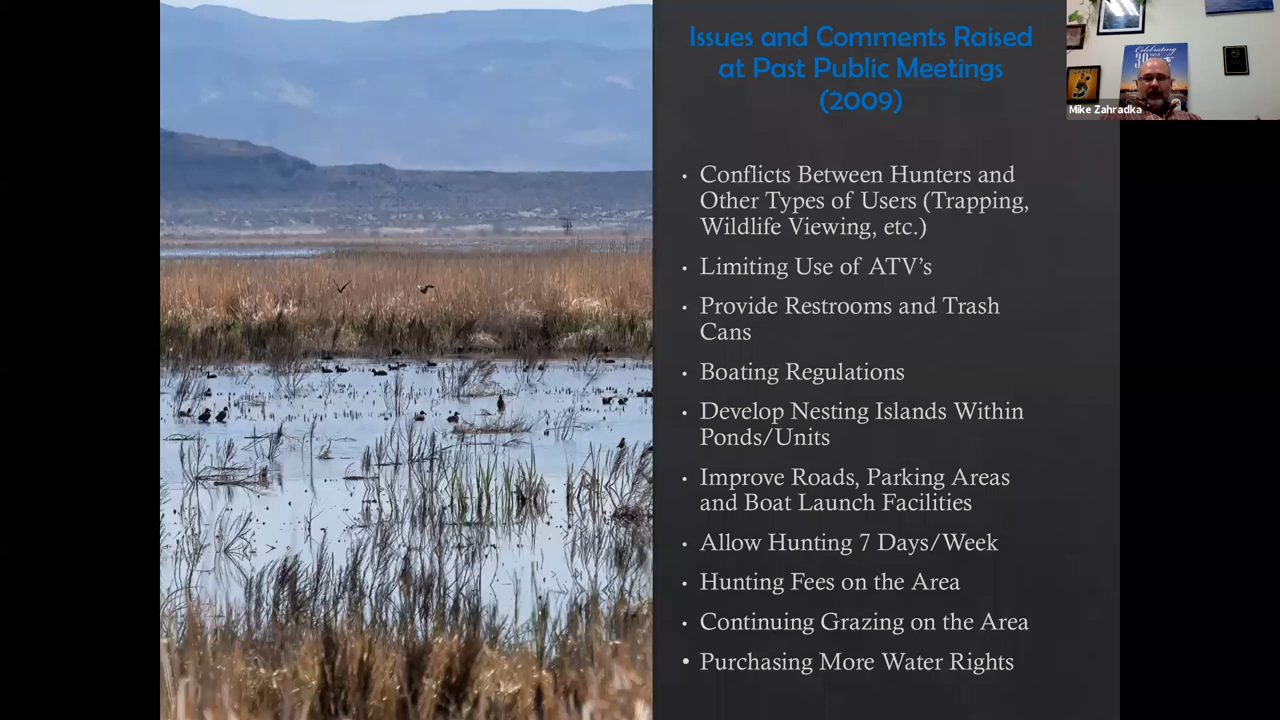 Issues and Comments Raised
at Past Public Meetings
(2009)
• Conflicts Between Hunters and
Other Types of Users (Trapping,
Wildlife Viewing, etc.)
• Limiting Use of ATV’s
• Provide Restrooms and Trash
Cans
• Boating Regulations
• Develop Nesting Islands Within
Ponds/Units
• Improve Roads, Parking Areas
and Boat Launch Facilities
• Allow Hunting 7 Days/Week
• Hunting Fees on the Area
• Continuing Grazing on the Area
• Purchasing More Water Rights
Celebrating
Mike Zahradka